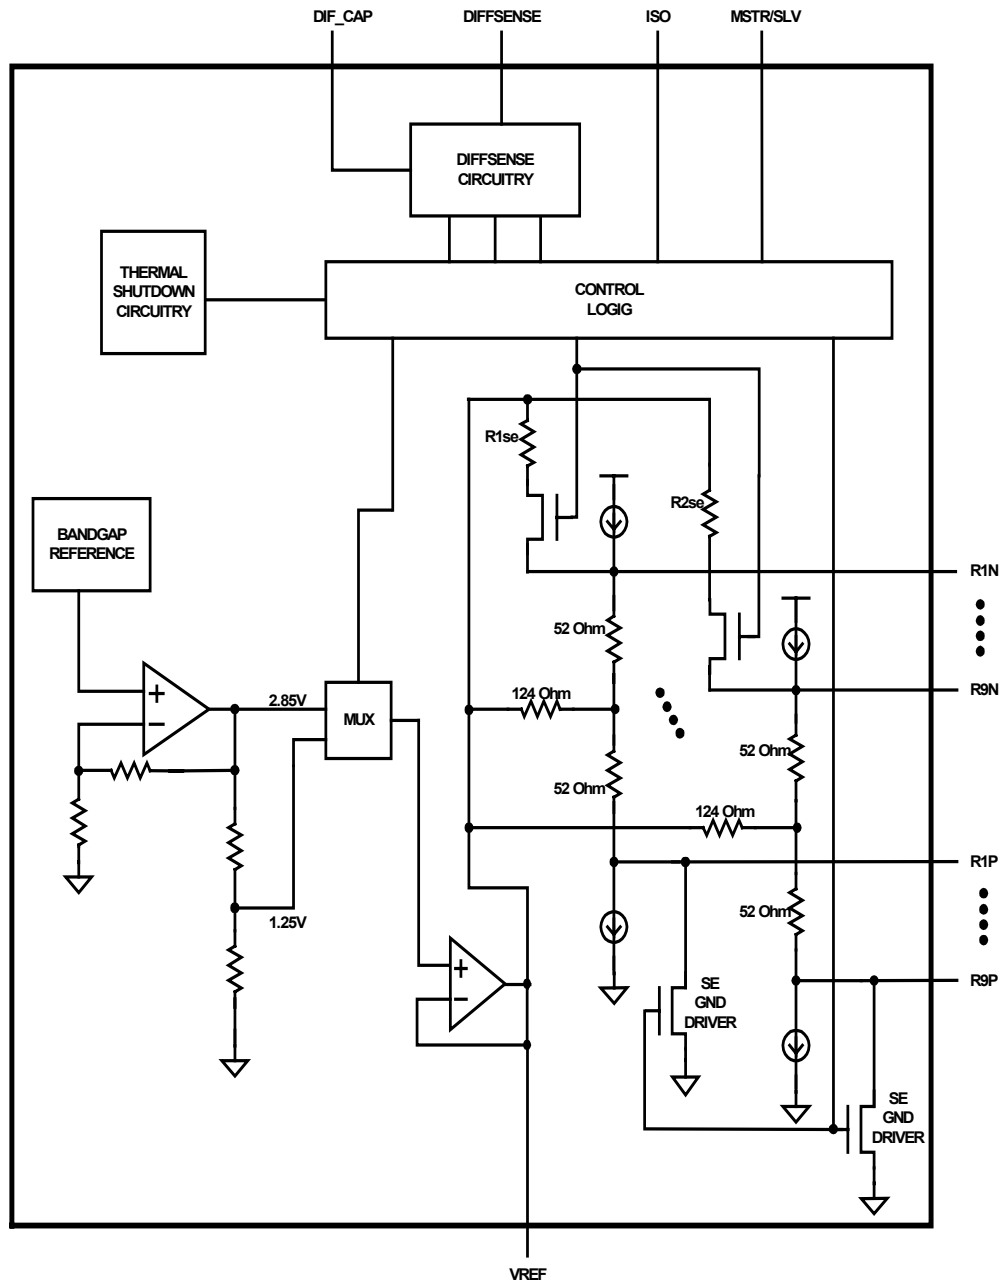 DIF_CAP
DIFFSENSE
ISO
MSTR/SLV
DIFFSENSE
CIRCUITRY
THERMAL
SHUTDOWN
CIRCUITRY
CONTROL
LOGIG
R1se
R2se
BANDGAP
REFERENCE
R1N
52 Ohm
R9N
2.85V
MUX
124 Ohm
52 Ohm
52 Ohm
124 Ohm
R1P
1.25V
52 Ohm
R9P
SE
GND
DRIVER
SE
GND
DRIVER
VREF